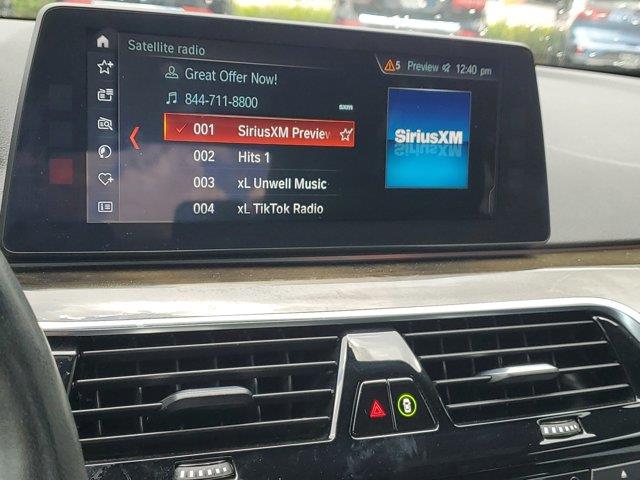 Satellite radio
5 Preview 12:40 pm
Great Offer Now!
844-711-8800
sxm
001 SiriusXM Preview
002 Hits 1
003 xL Unwell Music
004 xL TikTok Radio
SiriusXM